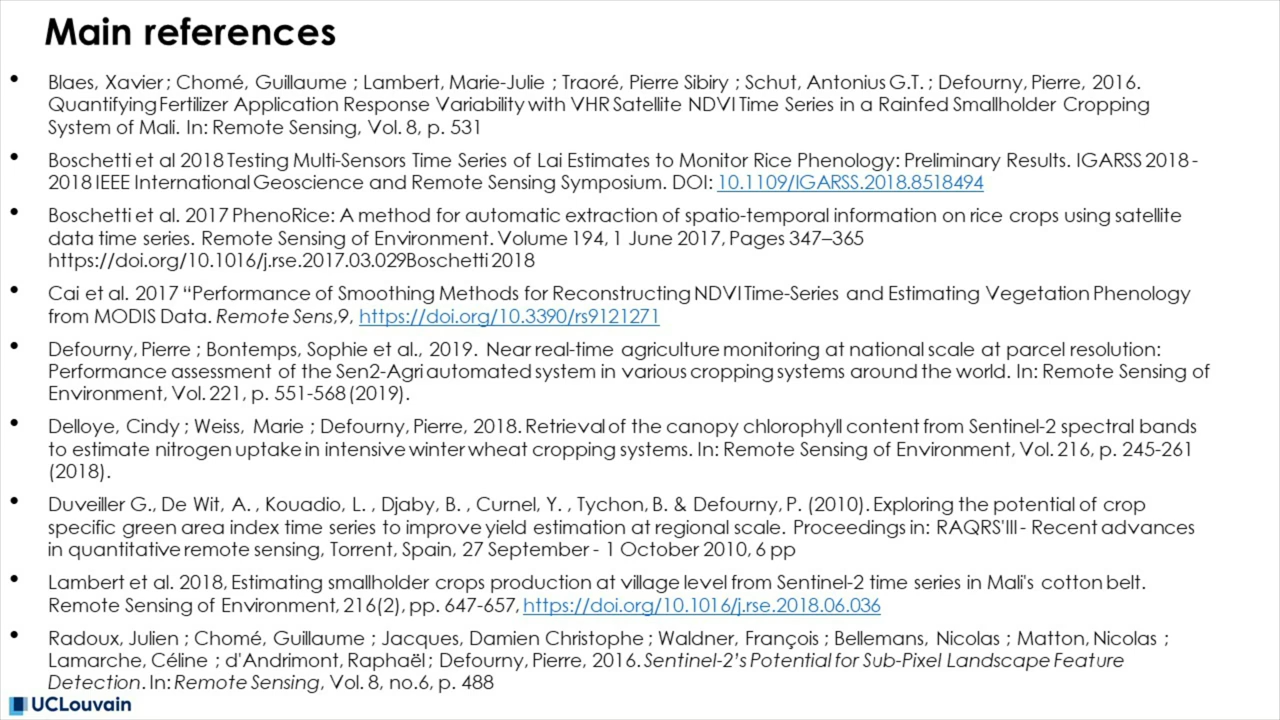 Main references
• Blaes, Xavier ; Chomé, Guillaume ; Lambert, Marie-Julie ; Traoré, Pierre Sibiry ; Schut, Antonius G.T. ; Defourny, Pierre, 2016.
Quantifying Fertilizer Application Response Variability with VHR Satellite NDVI Time Series in a Rainfed Smallholder Cropping
System of Mali. In: Remote Sensing, Vol. 8, p. 531
• Boschetti et al 2018 Testing Multi-Sensors Time Series of Lai Estimates to Monitor Rice Phenology: Preliminary Results. IGARSS 2018 -
2018 IEEE International Geoscience and Remote Sensing Symposium. DOI: 10.1109/IGARSS.2018.8518494
• Boschetti et al. 2017 PhenoRice: A method for automatic extraction of spatio-temporal information on rice crops using satellite
data time series. Remote Sensing of Environment. Volume 194, 1 June 2017, Pages 347–365
https://doi.org/10.1016/j.rse.2017.03.029Boschetti 2018
• Cai et al. 2017 “Performance of Smoothing Methods for Reconstructing NDVI Time-Series and Estimating Vegetation Phenology
from MODIS Data. Remote Sens,9, https://doi.org/10.3390/rs9121271
• Defourny, Pierre ; Bontemps, Sophie et al., 2019. Near real-time agriculture monitoring at national scale at parcel resolution:
Performance assessment of the Sen2-Agri automated system in various cropping systems around the world. In: Remote Sensing of
Environment, Vol. 221, p. 551-568 (2019).
• Delloye, Cindy ; Weiss, Marie ; Defourny, Pierre, 2018. Retrieval of the canopy chlorophyll content from Sentinel-2 spectral bands
to estimate nitrogen uptake in intensive winter wheat cropping systems. In: Remote Sensing of Environment, Vol. 216, p. 245-261
(2018).
• Duveiller G., De Wit, A. , Kouadio, L. , Djaby, B. , Curnel, Y. , Tychon, B. & Defourny, P. (2010). Exploring the potential of crop
specific green area index time series to improve yield estimation at regional scale. Proceedings in: RAQRS'III - Recent advances
in quantitative remote sensing, Torrent, Spain, 27 September - 1 October 2010, 6 pp
• Lambert et al. 2018, Estimating smallholder crops production at village level from Sentinel-2 time series in Mali's cotton belt.
Remote Sensing of Environment, 216(2), pp. 647-657, https://doi.org/10.1016/j.rse.2018.06.036
• Radoux, Julien ; Chomé, Guillaume ; Jacques, Damien Christophe ; Waldner, François ; Bellemans, Nicolas ; Matton, Nicolas ;
Lamarche, Céline ; d'Andrimont, Raphaël ; Defourny, Pierre, 2016. Sentinel-2’s Potential for Sub-Pixel Landscape Feature
Detection. In: Remote Sensing, Vol. 8, no.6, p. 488
UCLouvain